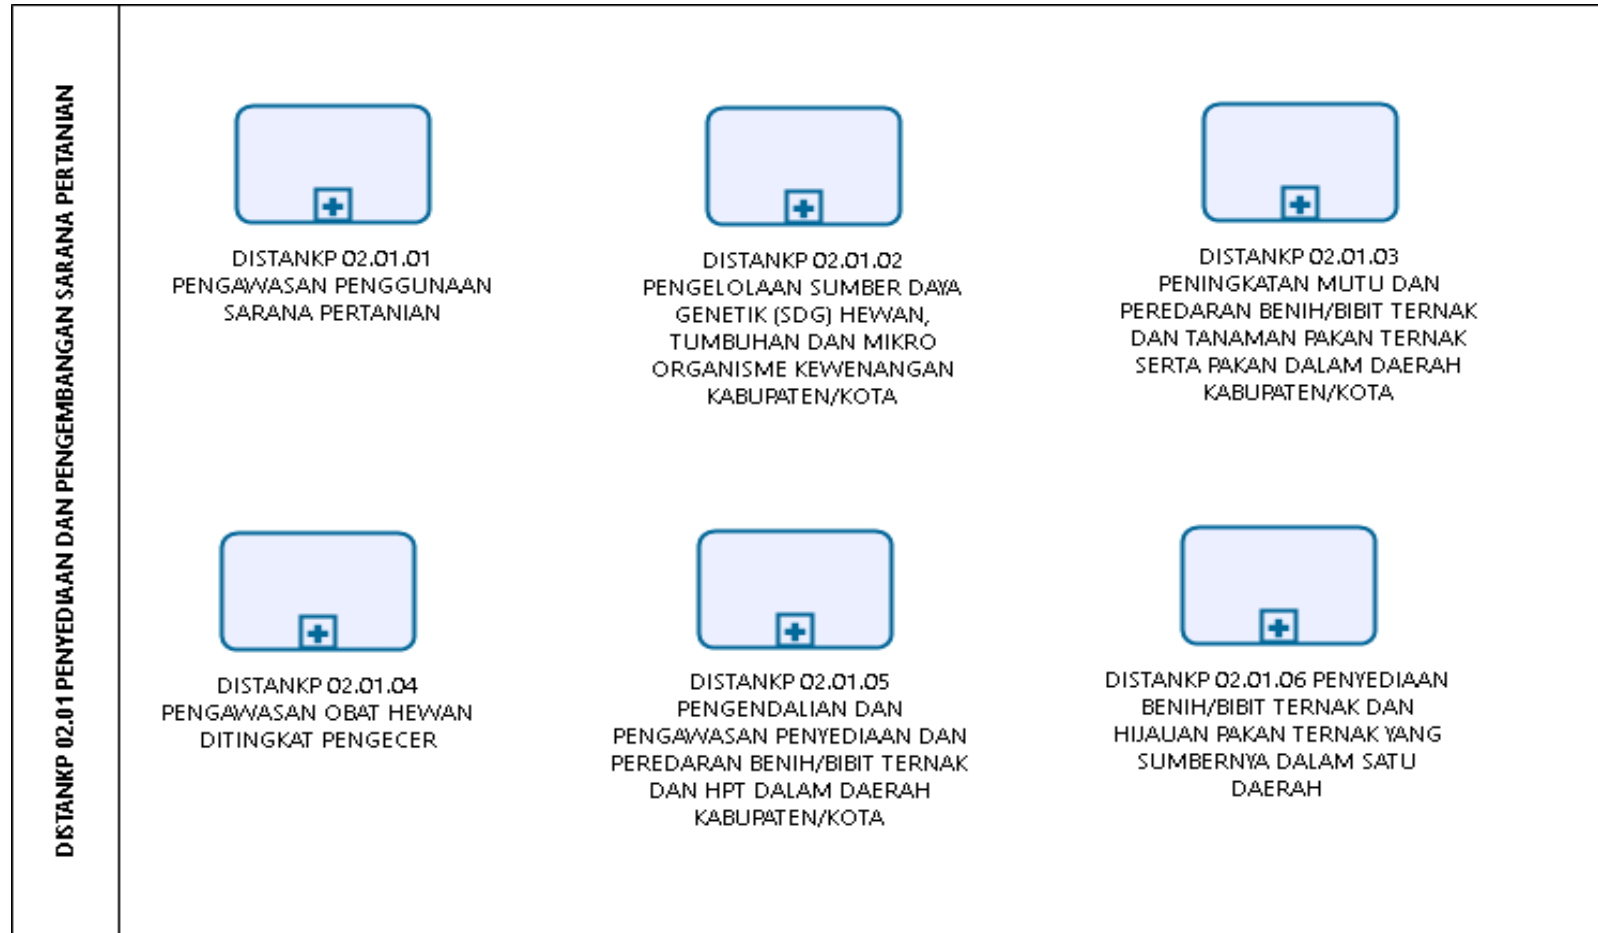 DISTANKP 02.01 PENYEDIAAN DAN PENGEMBANGAN SARANA PERTANIAN
DISTANKP 02.01.01
PENGAWASAN PENGGUNAAN
SARANA PERTANIAN
DISTANKP 02.01.02
PENGELOLAAN SUMBER DAYA
GENETIK (SDG) HEWAN,
TUMBUHAN DAN MIKRO
ORGANISME KEWENANGAN
KABUPATEN/KOTA
DISTANKP 02.01.03
PENINGKATAN MUTU DAN
PEREDARAN BENIH/BIBIT TERNAK
DAN TANAMAN PAKAN TERNAK
SERTA PAKAN DALAM DAERAH
KABUPATEN/KOTA
DISTANKP 02.01.04
PENGAWASAN OBAT HEWAN
DITINGKAT PENGECER
DISTANKP 02.01.05
PENGENDALIAN DAN
PENGAWASAN PENYEDIAAN DAN
PEREDARAN BENIH/BIBIT TERNAK
DAN HPT DALAM DAERAH
KABUPATEN/KOTA
DISTANKP 02.01.06 PENYEDIAAN
BENIH/BIBIT TERNAK DAN
HIJAUAN PAKAN TERNAK YANG
SUMBERNYA DALAM SATU
DAERAH